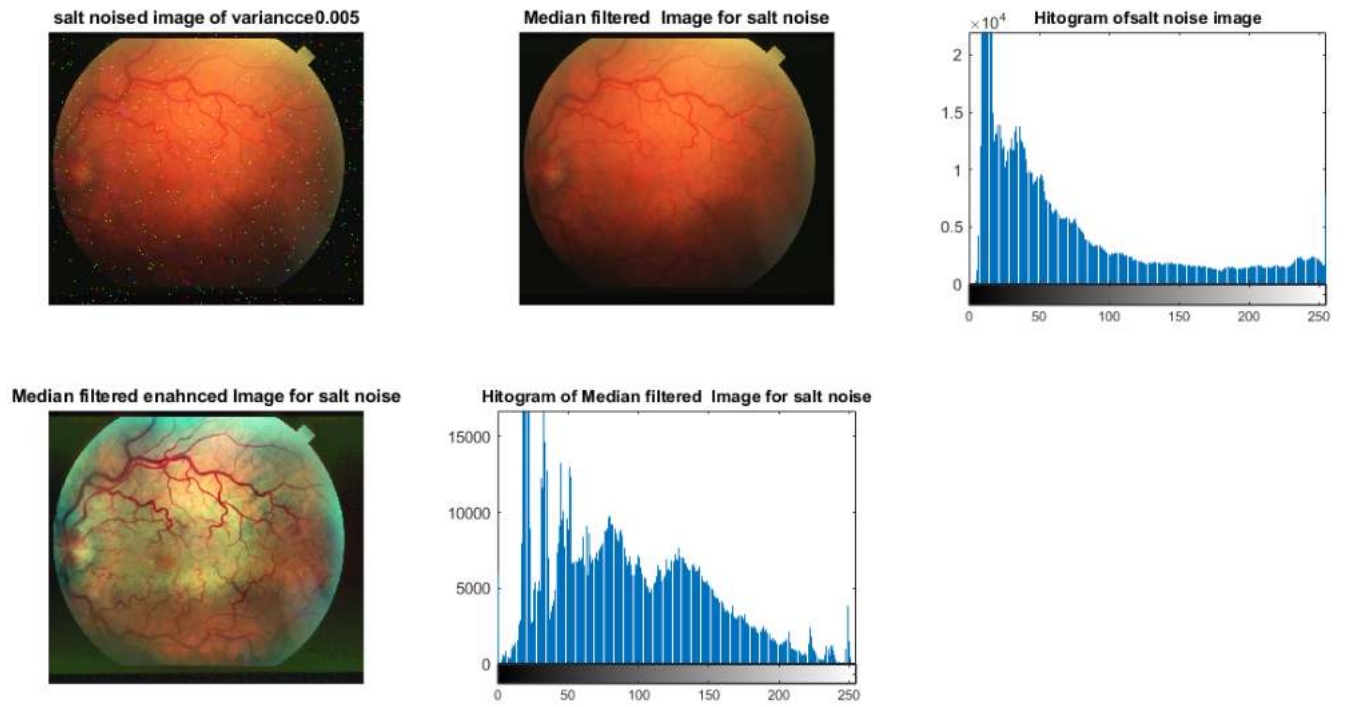 salt noised image of variancce0.005
Median filtered Image for salt noise
Hitogram ofsalt noise image
×10⁴
2
1.5
1
0.5
0
0 50 100 150 200 250
Median filtered enahnced Image for salt noise
Hitogram of Median filtered Image for salt noise
15000
10000
5000
0
0 50 100 150 200 250